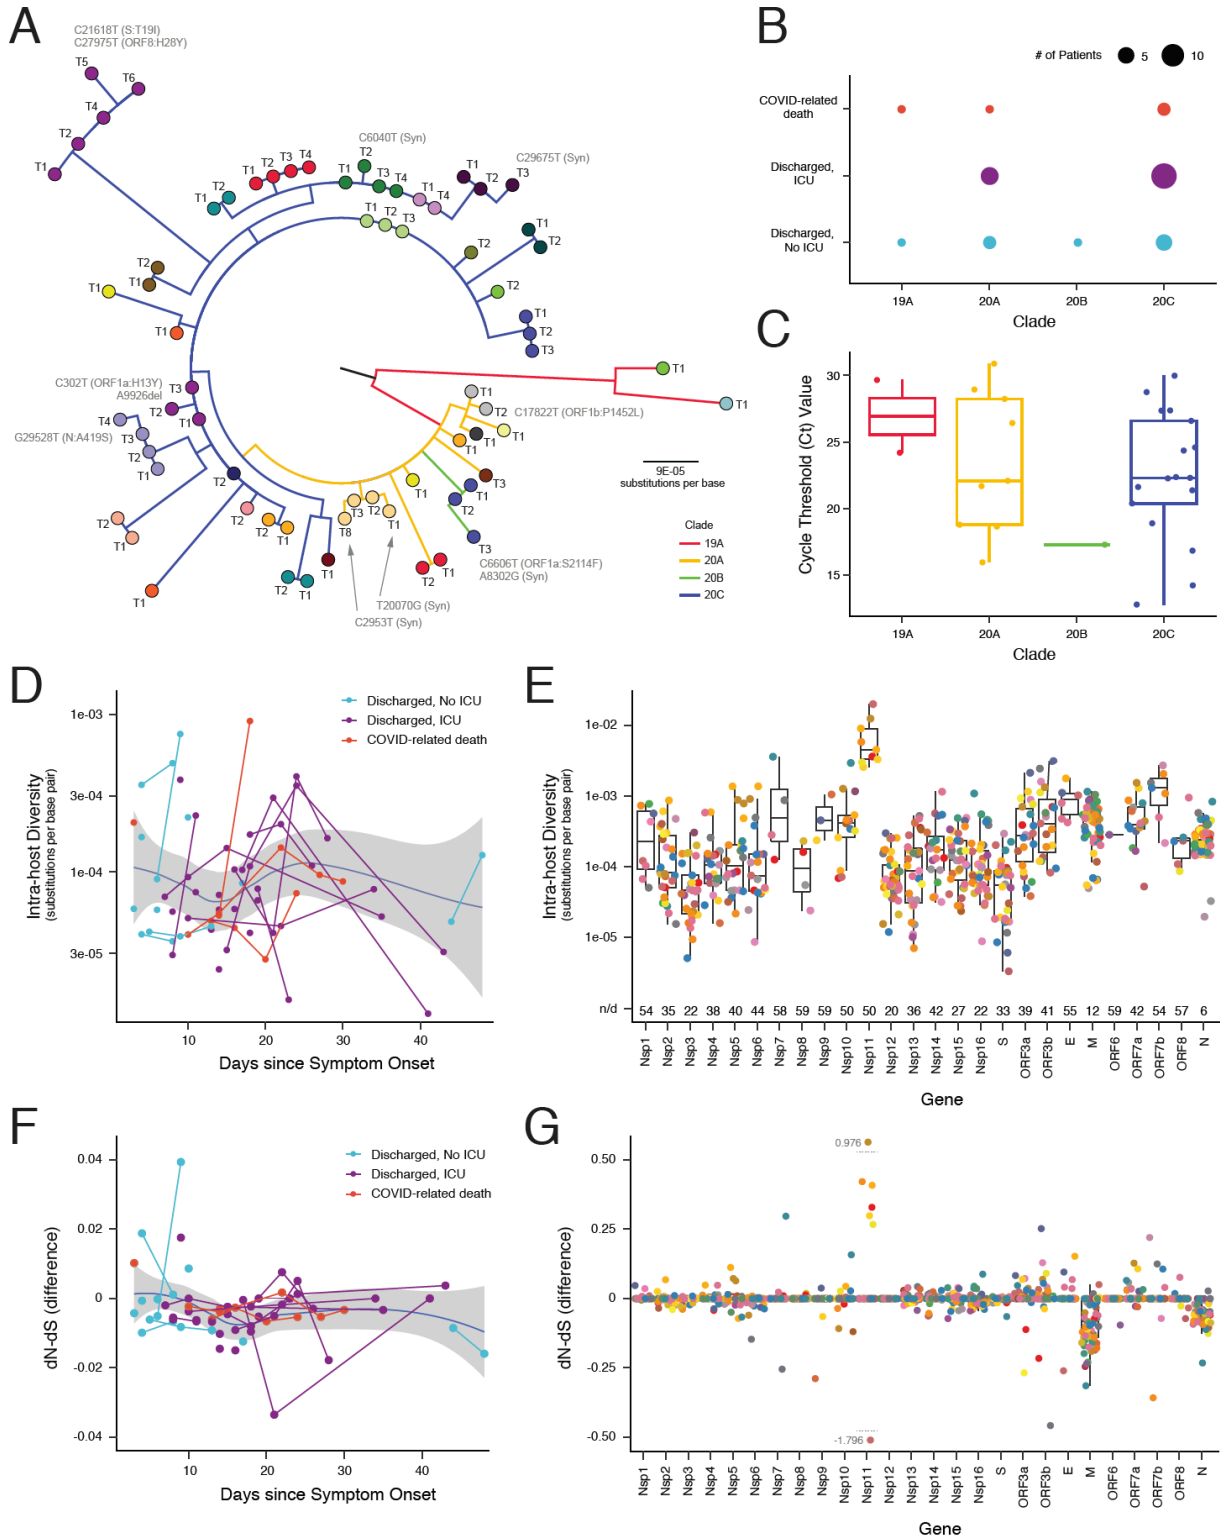 A
C21618T (S:T19I)
C27975T (ORF8:H28Y)
T5
T6
T4
T2
T1
C6040T (Syn)
T2
T1 T2 T3 T4
T1
T3 T4
T1
T4
C29675T (Syn)
T1
T2
T3
T1 T2
T1 T2 T3
T1
T2
T2
T2
T1
T1
T2
T2
T1
T1
T2
T3
C302T (ORF1a:H13Y)
A9926del
T3
T2
T1
T4
T3
T2
T1
G29528T (N:A419S)
T2
T2
T1
T1
T2
T2
T1
T2
T1
T1
T3
T8
T2
T1
T20070G (Syn)
C2953T (Syn)
T2
T1
T1
T1
T2
T3
C6606T (ORF1a:S2114F)
A8302G (Syn)
T3
T1
T2
T1
T1
C17822T (ORF1b:P1452L)
T1
T1
9E-05
substitutions per base
Clade
19A
20A
20B
20C
B
# of Patients 5 10
COVID-related
death
Discharged,
ICU
Discharged,
No ICU
19A 20A 20B 20C
Clade
C
Cycle Threshold (Ct) Value
30
25
20
15
19A 20A 20B 20C
Clade
D
Intra-host Diversity
(substitutions per base pair)
1e-03
3e-04
1e-04
3e-05
Discharged, No ICU
Discharged, ICU
COVID-related death
10 20 30 40
Days since Symptom Onset
E
Intra-host Diversity
(substitutions per base pair)
1e-02
1e-03
1e-04
1e-05
n/d
54 35 22 38 40 44 58 59 59 50 50 20 36 42 27 22 33 39 41 55 12 59 42 54 57 6
Nsp1 Nsp2 Nsp3 Nsp4 Nsp5 Nsp6 Nsp7 Nsp8 Nsp9 Nsp10 Nsp11 Nsp12 Nsp13 Nsp14 Nsp15 Nsp16 S ORF3a ORF3b E M ORF6 ORF7a ORF7b ORF8 N
Gene
F
dN-dS (difference)
0.04
0.02
0
-0.02
-0.04
Discharged, No ICU
Discharged, ICU
COVID-related death
10 20 30 40
Days since Symptom Onset
G
dN-dS (difference)
0.50
0.25
0.00
-0.25
-0.50
0.976
-1.796
Nsp1 Nsp2 Nsp3 Nsp4 Nsp5 Nsp6 Nsp7 Nsp8 Nsp9 Nsp10 Nsp11 Nsp12 Nsp13 Nsp14 Nsp15 Nsp16 S ORF3a ORF3b E M ORF6 ORF7a ORF7b ORF8 N
Gene